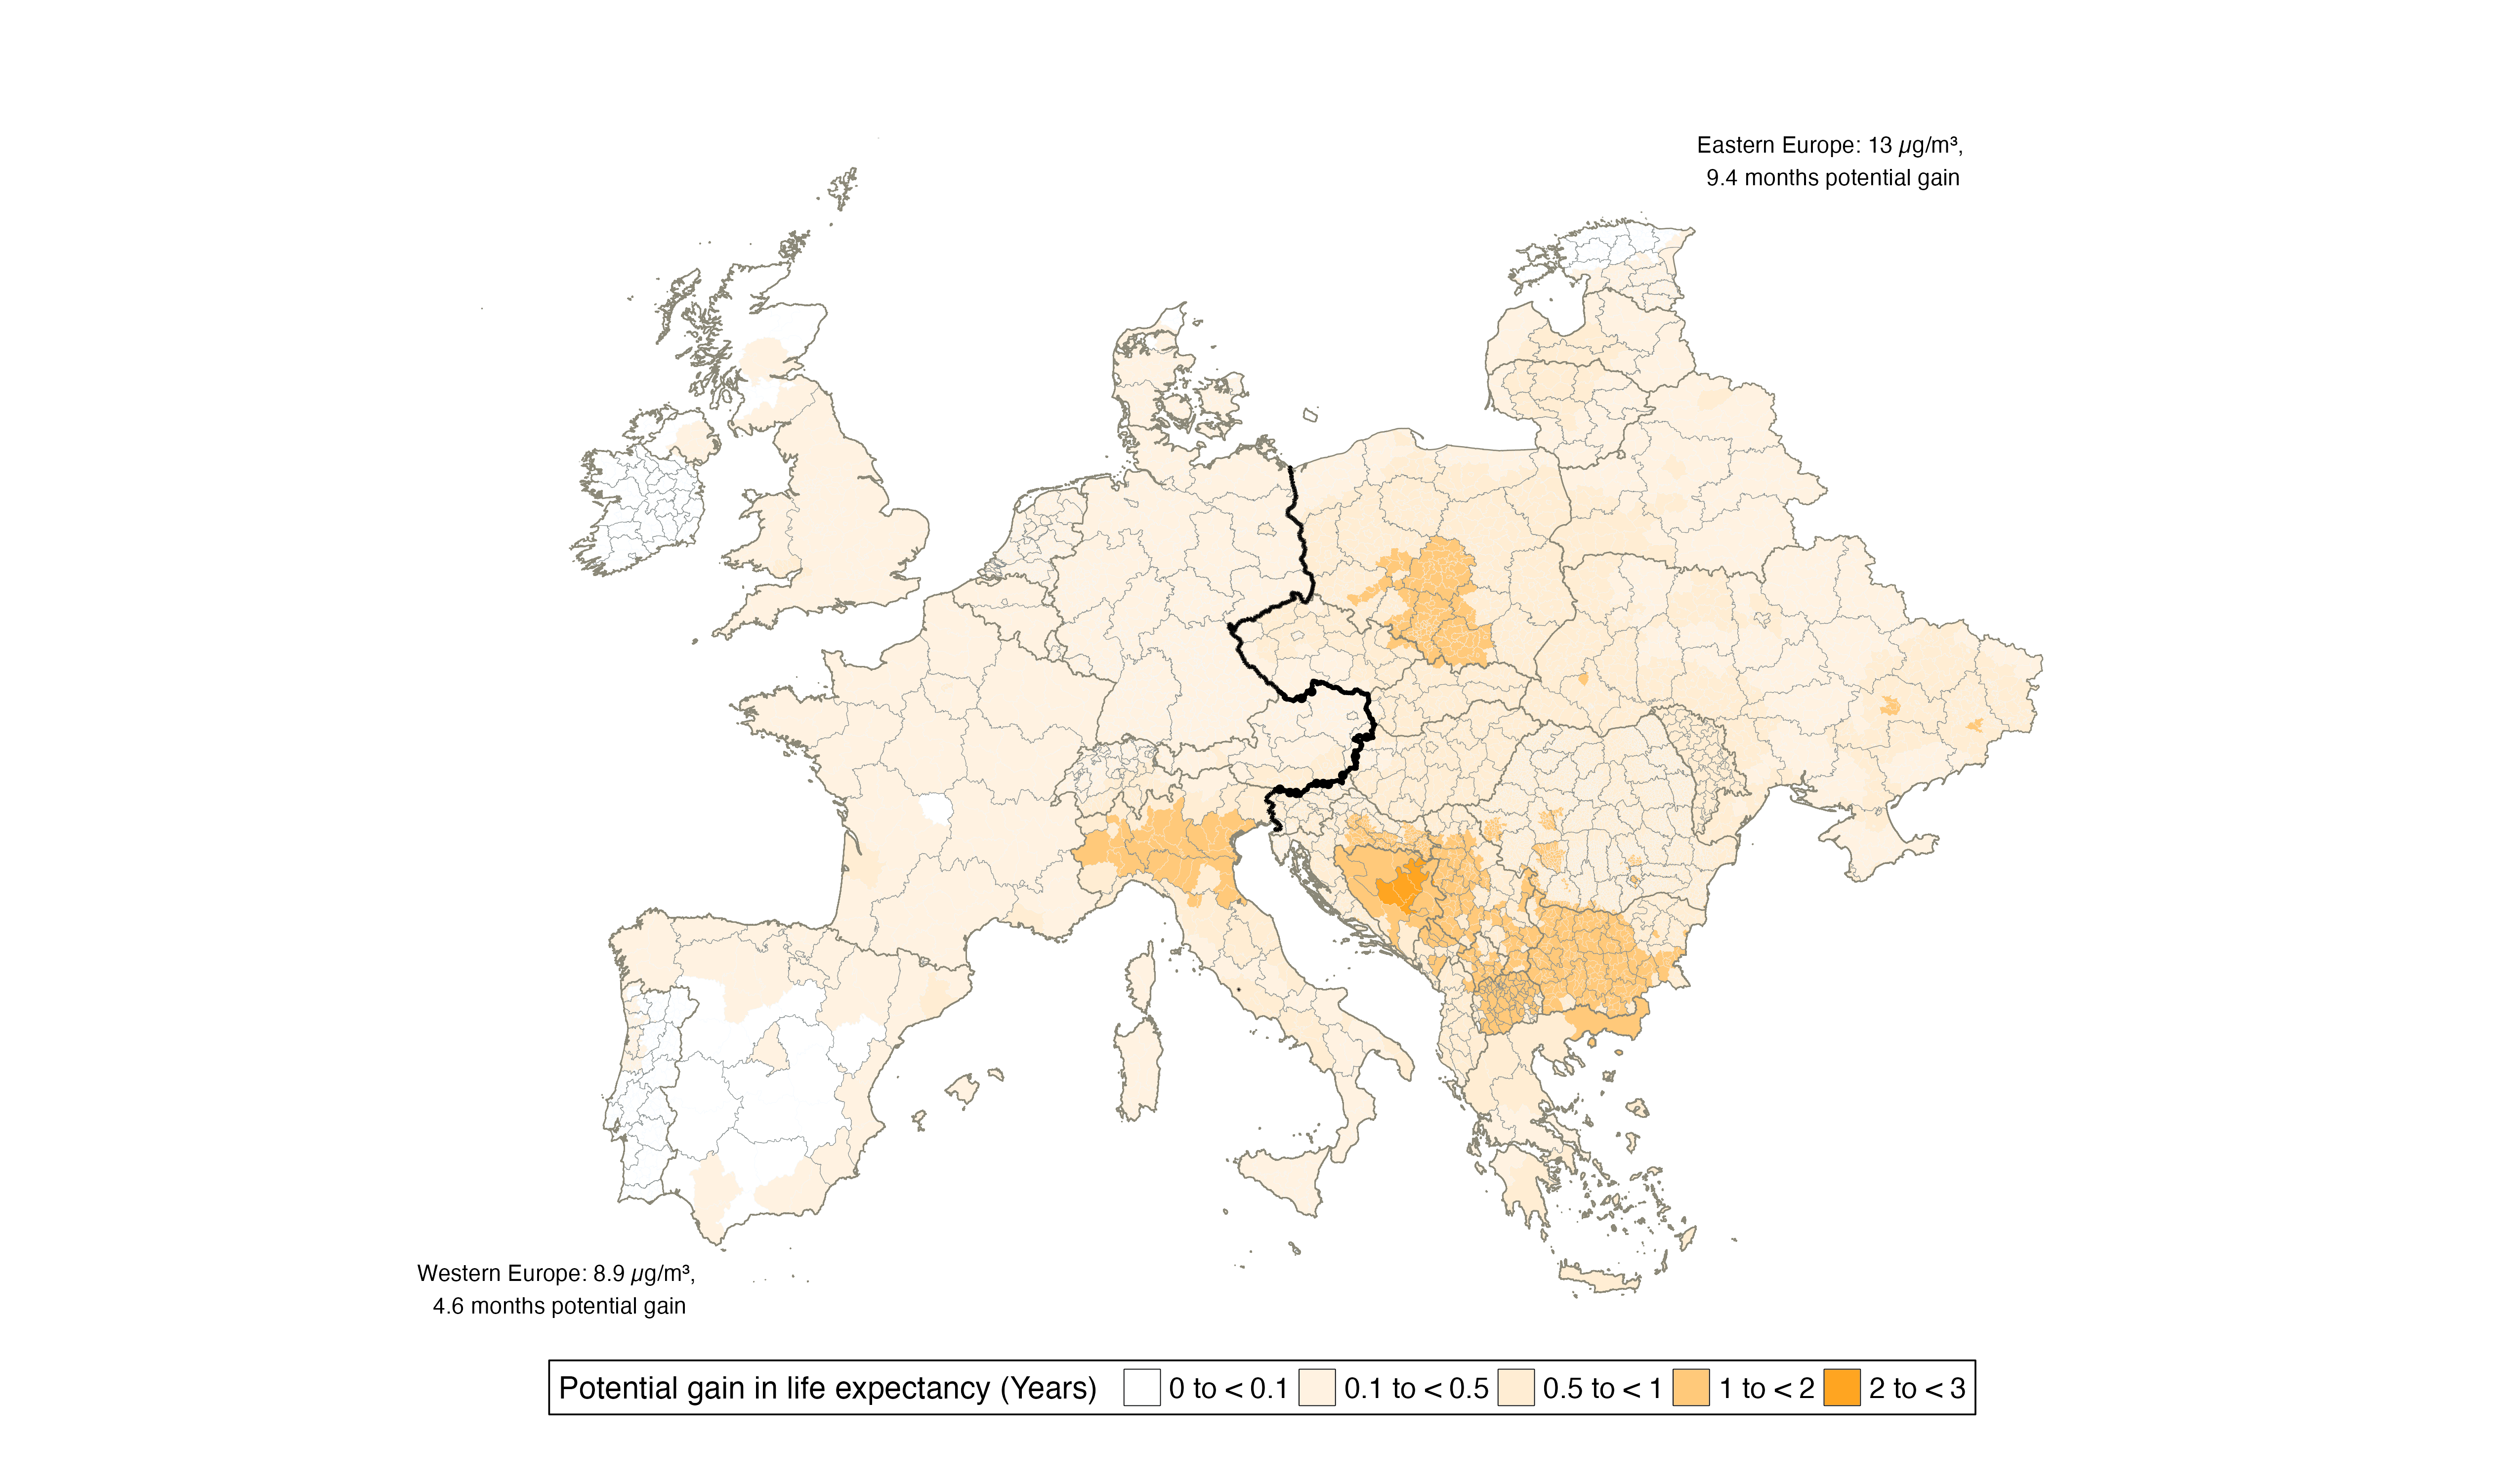 Eastern Europe: 13 µg/m³,
9.4 months potential gain
Western Europe: 8.9 µg/m³,
4.6 months potential gain
Potential gain in life expectancy (Years) 0 to < 0.1 0.1 to < 0.5 0.5 to < 1 1 to < 2 2 to < 3